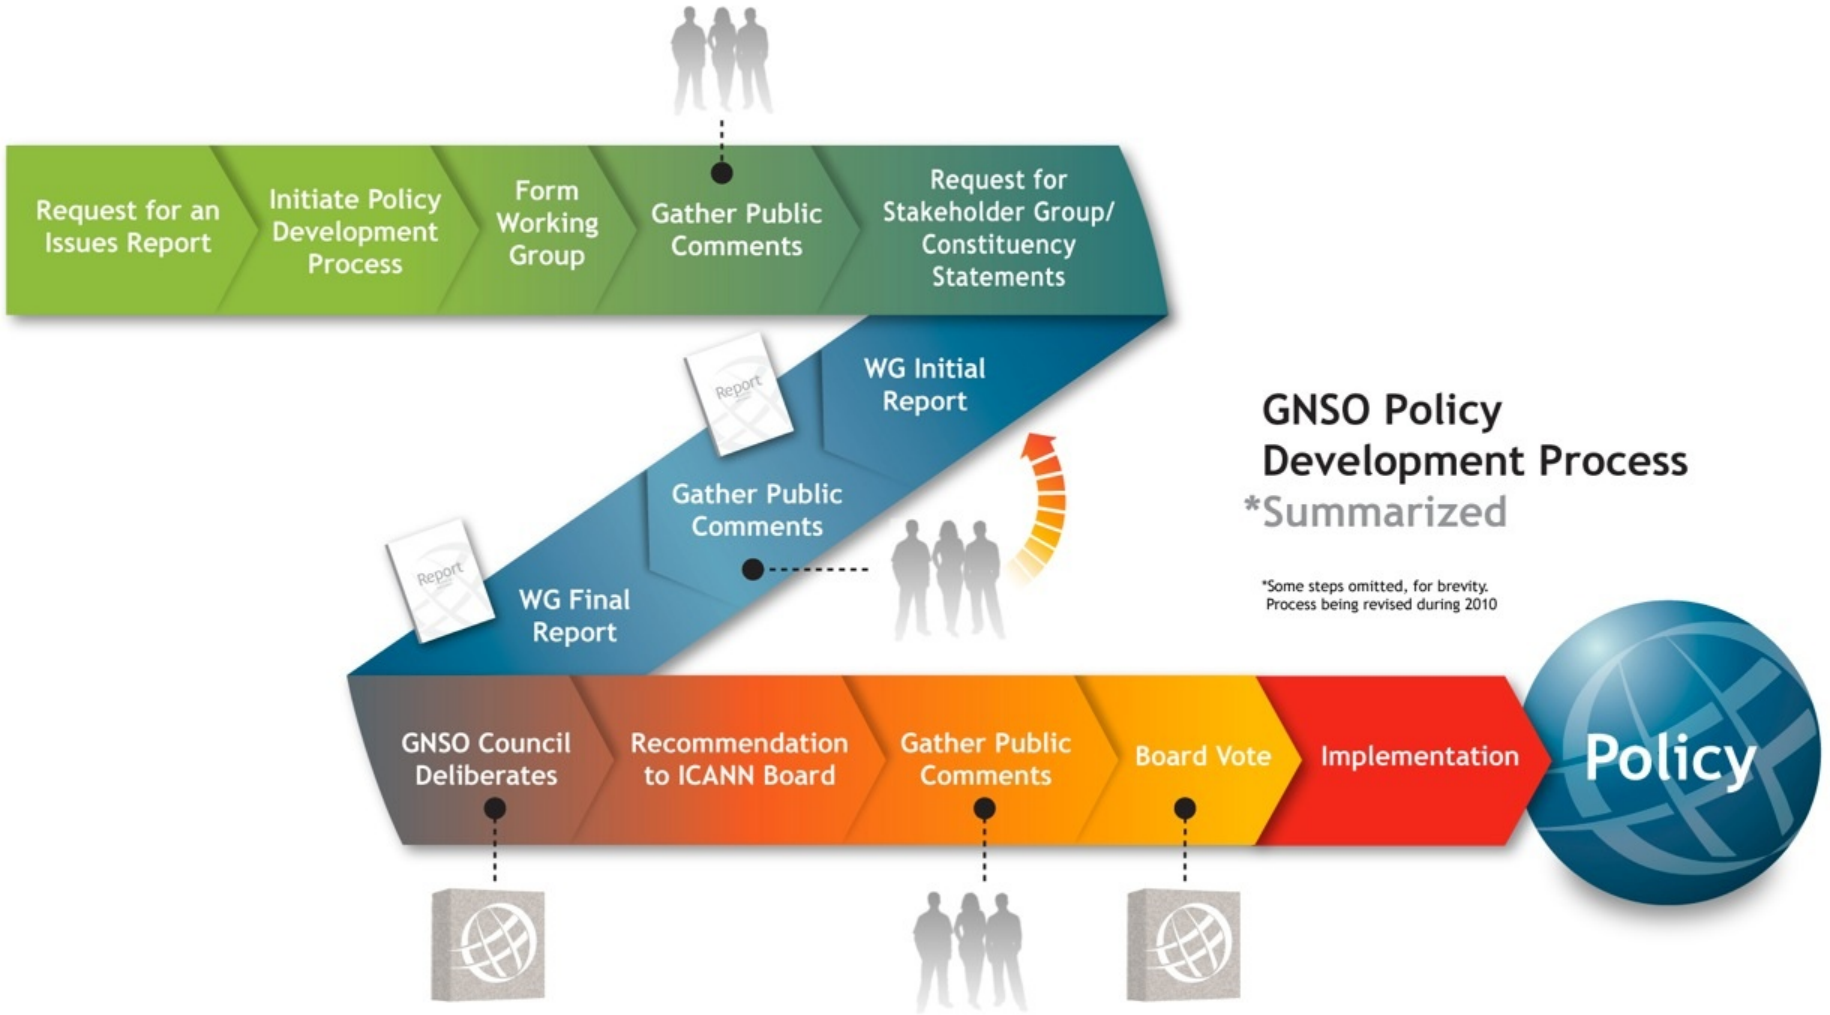 Request for an
Issues Report
Initiate Policy
Development
Process
Form
Working
Group
Gather Public
Comments
Request for
Stakeholder Group/
Constituency
Statements
WG Initial
Report
Report
Gather Public
Comments
Report
WG Final
Report
GNSO Policy
Development Process
*Summarized
*Some steps omitted, for brevity.
Process being revised during 2010
GNSO Council
Deliberates
Recommendation
to ICANN Board
Gather Public
Comments
Board Vote
Implementation
Policy